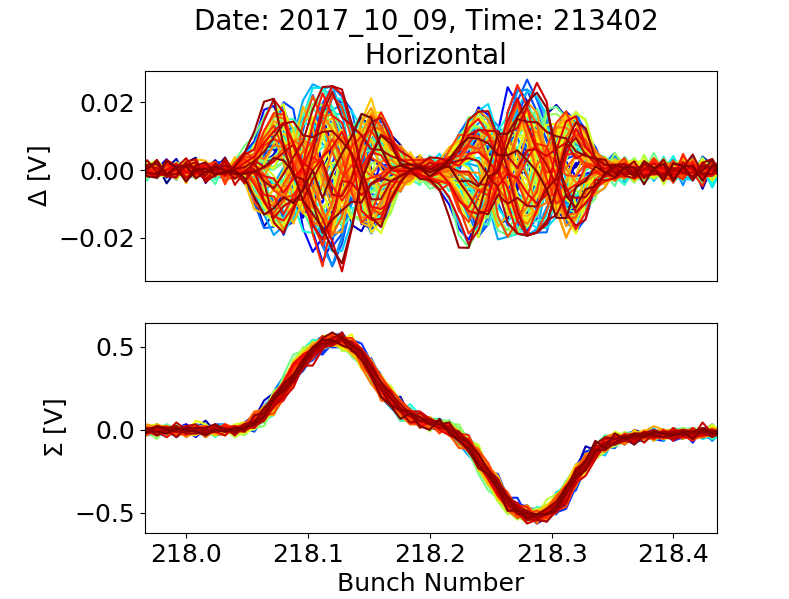 Date: 2017_10_09, Time: 213402
Horizontal
0.02
0.00
−0.02
Δ [V]
0.5
0.0
−0.5
Σ [V]
218.0 218.1 218.2 218.3 218.4
Bunch Number